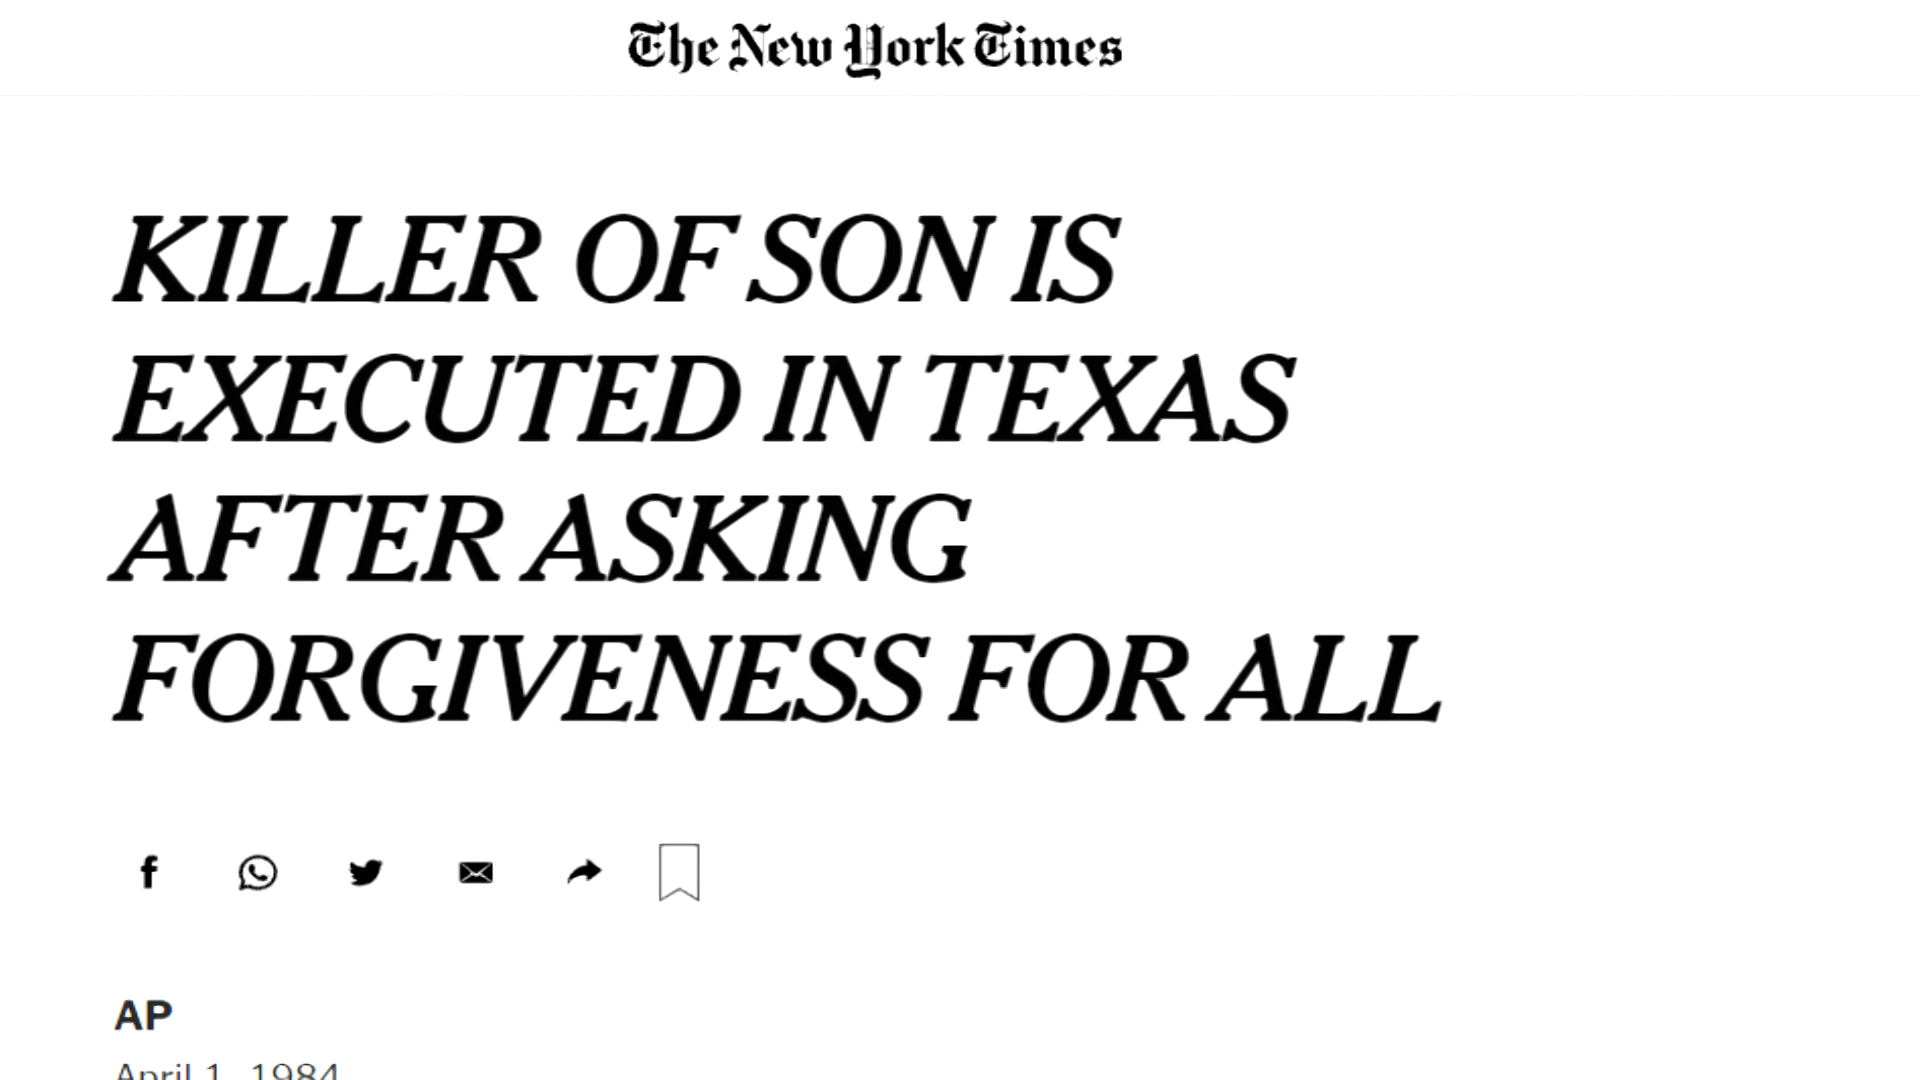 The New York Times
KILLER OF SON IS
EXECUTED IN TEXAS
AFTER ASKING
FORGIVENESS FOR ALL
AP
April 1, 1984